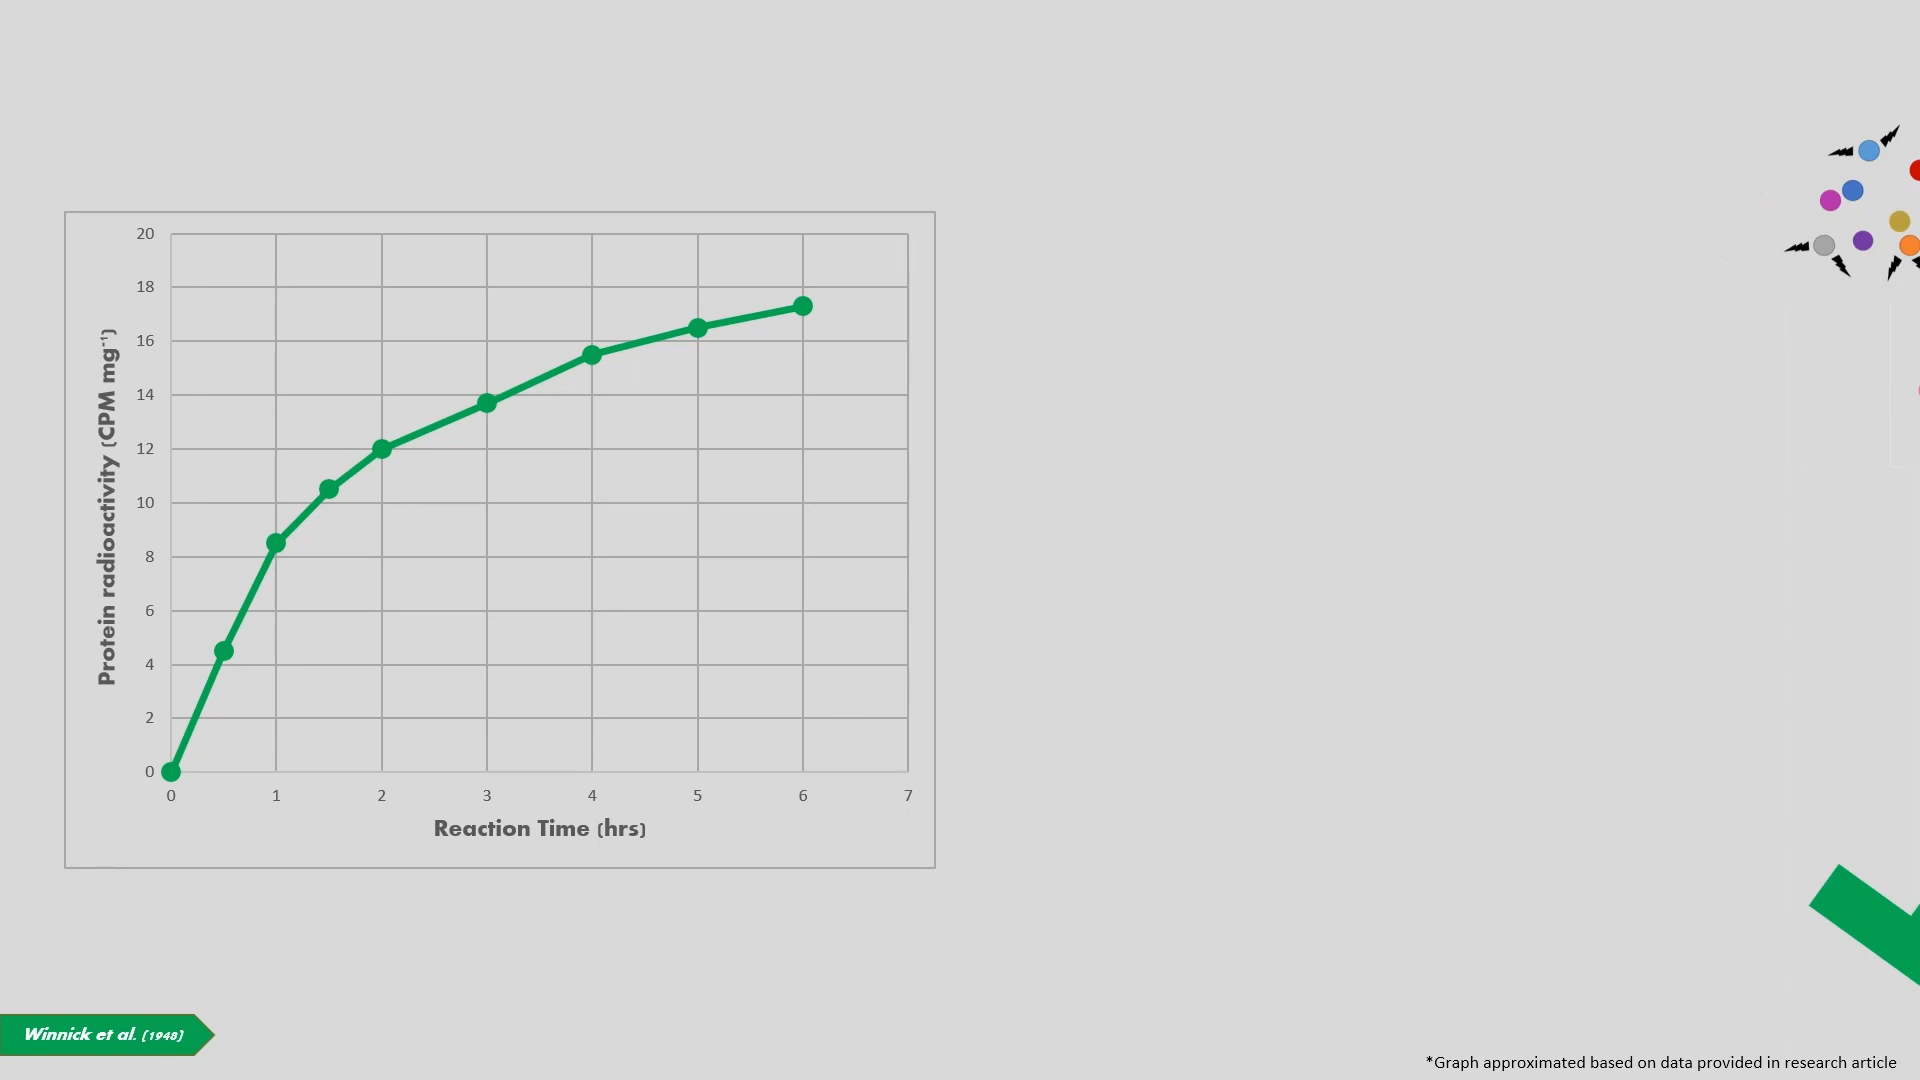 20
18
16
14
12
10
8
6
4
2
0
Protein radioactivity (CPM mg⁻¹)
0 1 2 3 4 5 6 7
Reaction Time (hrs)
Winnick et al. (1948)
*Graph approximated based on data provided in research article